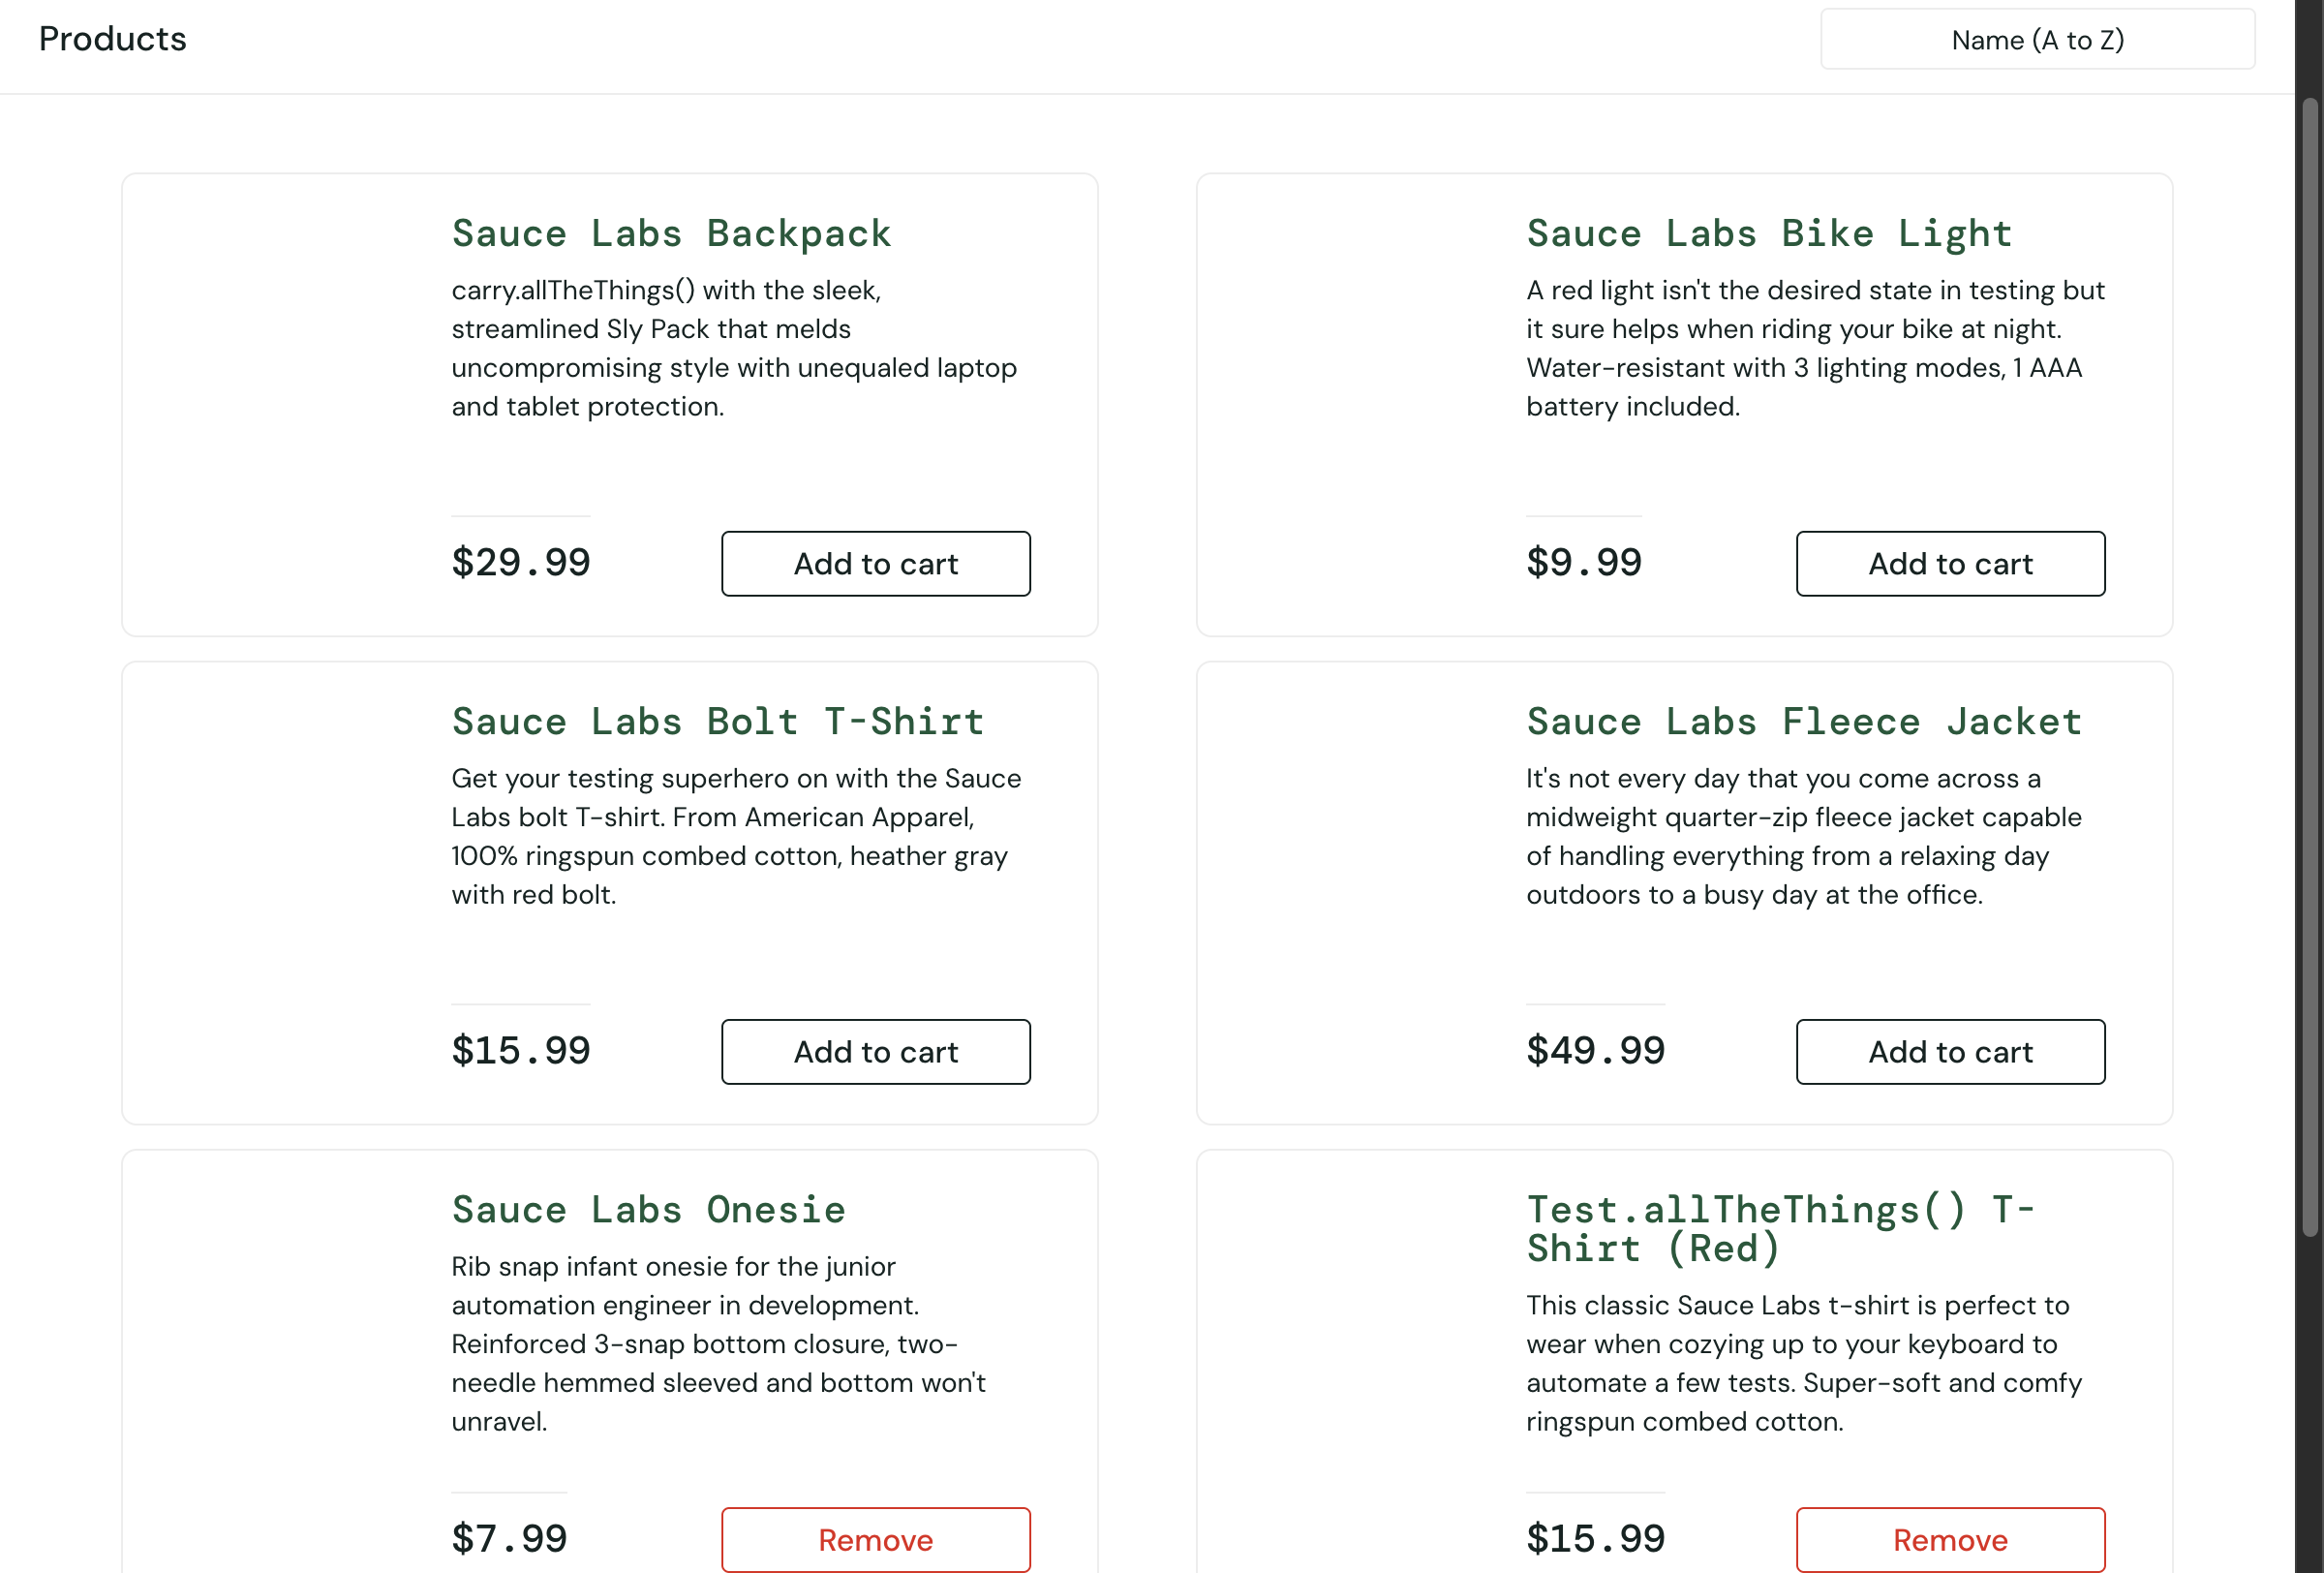 Products
Name (A to Z)
Sauce Labs Backpack
carry.allTheThings() with the sleek,
streamlined Sly Pack that melds
uncompromising style with unequaled laptop
and tablet protection.
$29.99
Add to cart
Sauce Labs Bike Light
A red light isn't the desired state in testing but
it sure helps when riding your bike at night.
Water-resistant with 3 lighting modes, 1 AAA
battery included.
$9.99
Add to cart
Sauce Labs Bolt T-Shirt
Get your testing superhero on with the Sauce
Labs bolt T-shirt. From American Apparel,
100% ringspun combed cotton, heather gray
with red bolt.
$15.99
Add to cart
Sauce Labs Fleece Jacket
It's not every day that you come across a
midweight quarter-zip fleece jacket capable
of handling everything from a relaxing day
outdoors to a busy day at the office.
$49.99
Add to cart
Sauce Labs Onesie
Rib snap infant onesie for the junior
automation engineer in development.
Reinforced 3-snap bottom closure, two-
needle hemmed sleeved and bottom won't
unravel.
$7.99
Remove
Test.allTheThings() T-
Shirt (Red)
This classic Sauce Labs t-shirt is perfect to
wear when cozying up to your keyboard to
automate a few tests. Super-soft and comfy
ringspun combed cotton.
$15.99
Remove